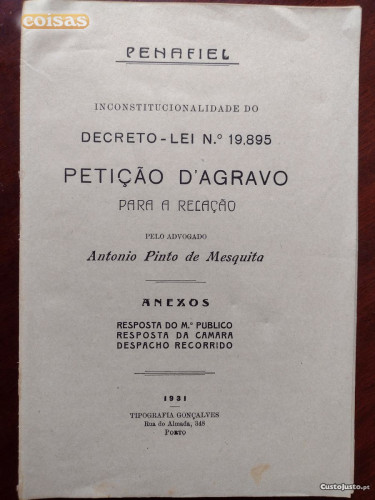 coisas
PENAFIEL
INCONSTITUCIONALIDADE DO
DECRETO-LEI N.º 19.895
PETIÇÃO D'AGRAVO
PARA A RELAÇÃO
PELO ADVOGADO
Antonio Pinto de Mesquita
ANEXOS
RESPOSTA DO M.º PUBLICO
RESPOSTA DA CAMARA
DESPACHO RECORRIDO
1931
TIPOGRAFIA GONÇALVES
Rua do Almada, 348
PORTO
CustoJusto.pt